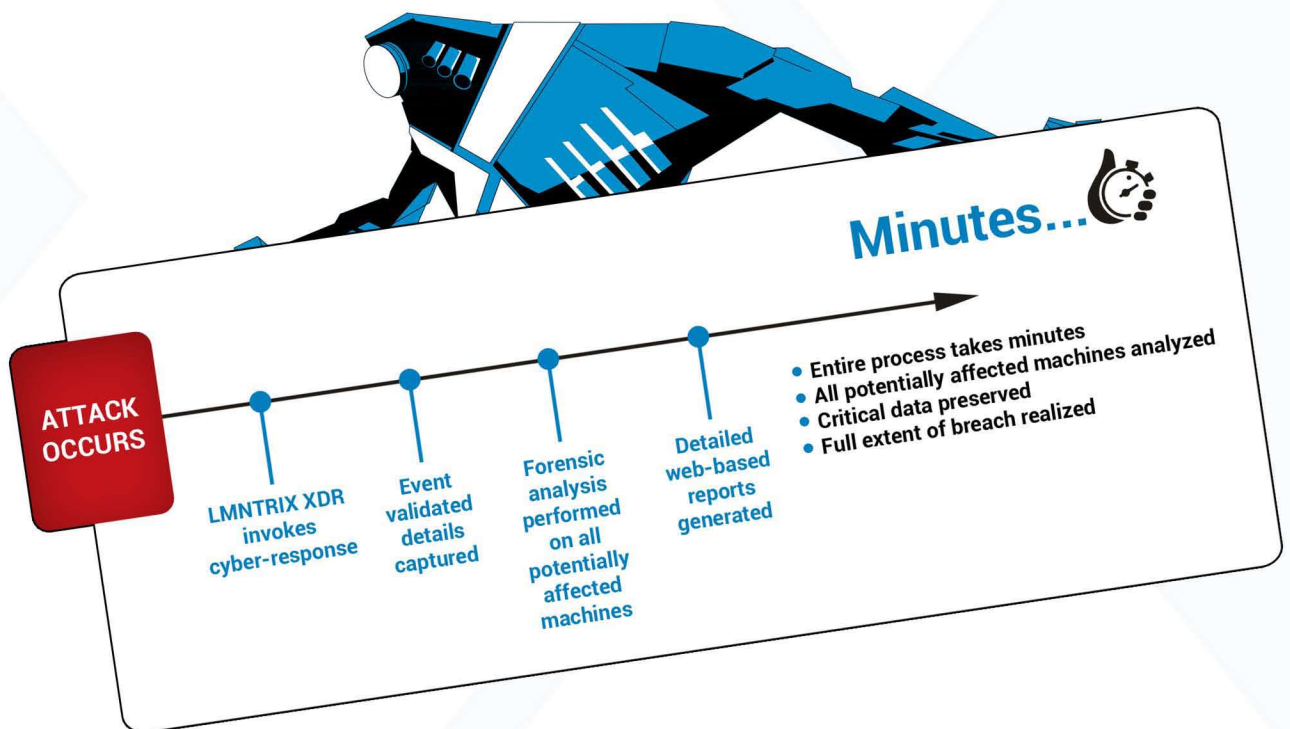 Minutes...
ATTACK
OCCURS
LMNTRIX XDR
invokes
cyber-response
Event
validated
details
captured
Forensic
analysis
performed
on all
potentially
affected
machines
Detailed
web-based
reports
generated
• Entire process takes minutes
• All potentially affected machines analyzed
• Critical data preserved
• Full extent of breach realized